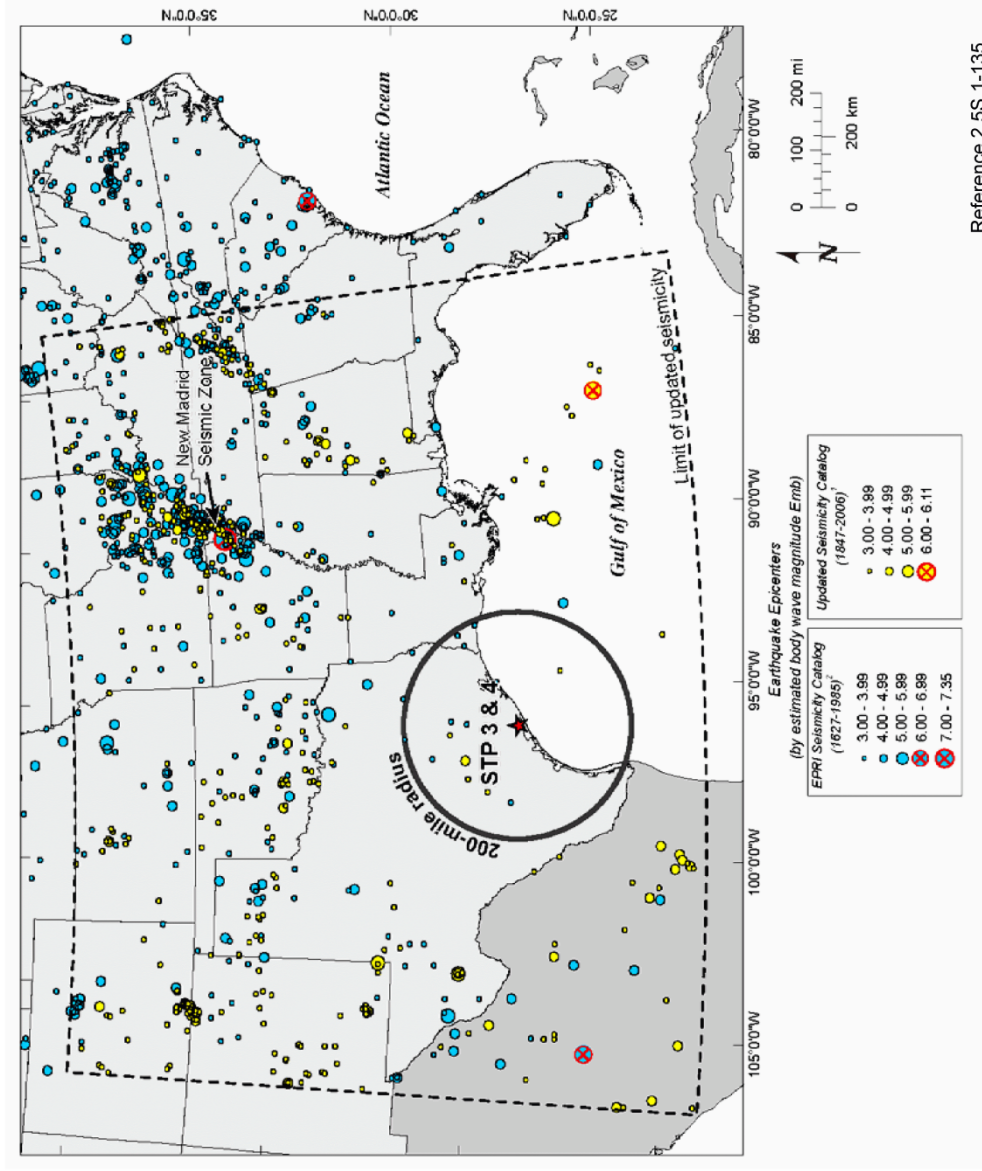 35°0'0"N
30°0'0"N
25°0'0"N
Atlantic Ocean
New Madrid
Seismic Zone
Gulf of Mexico
Limit of updated seismicity
200-mile radius
STP 3 & 4
105°0'0"W
100°0'0"W
95°0'0"W
90°0'0"W
85°0'0"W
80°0'0"W
N
0 100 200 mi
0 200 km
Earthquake Epicenters
(by estimated body wave magnitude Emb)
EPRI Seismicity Catalog
(1627-1985)²
3.00 - 3.99
4.00 - 4.99
5.00 - 5.99
6.00 - 6.99
7.00 - 7.35
Updated Seismicity Catalog
(1847-2006)¹
3.00 - 3.99
4.00 - 4.99
5.00 - 5.99
6.00 - 6.11
Reference 2.5S.1-135